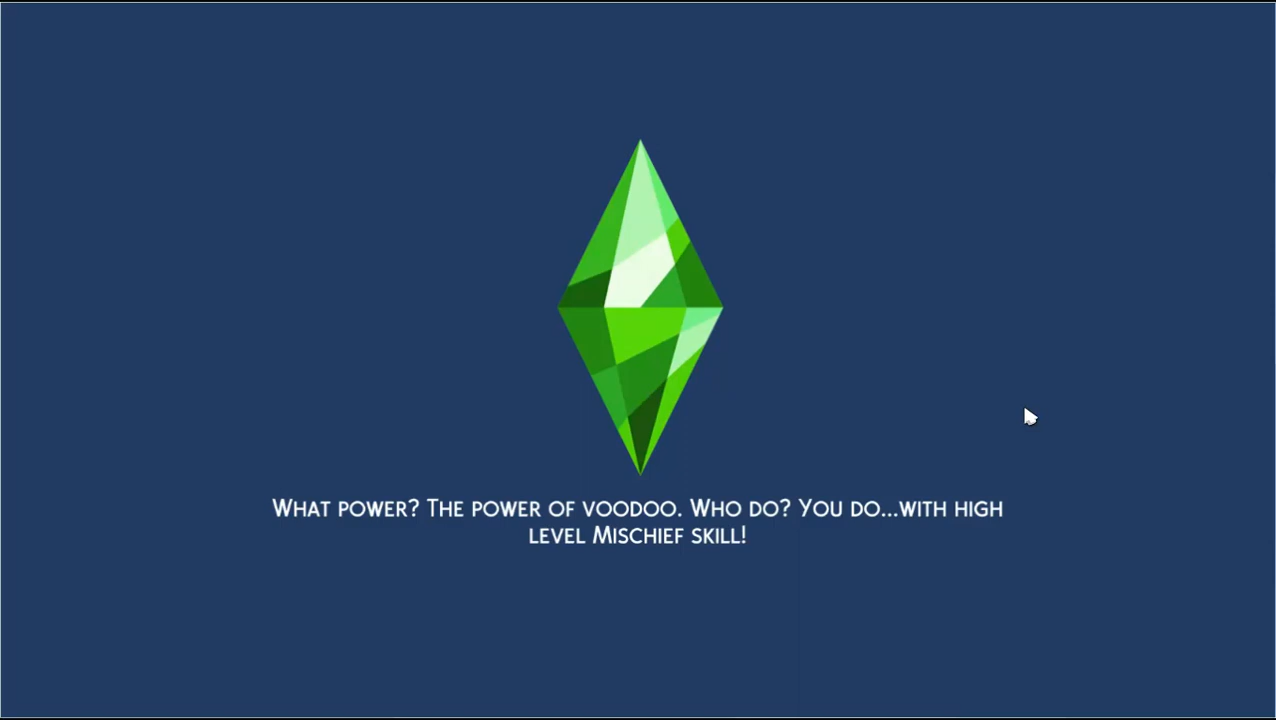 What power? The power of voodoo. Who do? You do...with high
level Mischief skill!